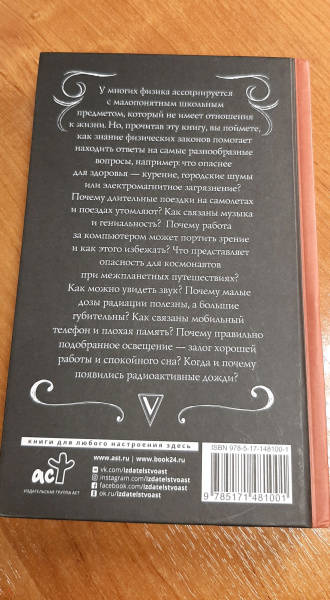 У многих физика ассоциируется
с малопонятным школьным
предметом, который не имеет отношения
к жизни. Но, прочитав эту книгу, вы поймете,
как знание физических законов помогает
находить ответы на самые разнообразные
вопросы, например: что опаснее
для здоровья — курение, городские шумы
или электромагнитное загрязнение?
Почему длительные поездки на самолетах
и поездах утомляют? Как связаны музыка
и гениальность? Почему работа
за компьютером может портить зрение
и как этого избежать? Что представляет
опасность для космонавтов
при межпланетных путешествиях?
Как можно увидеть звук? Почему малые
дозы радиации полезны, а большие
губительны? Как связаны мобильный
телефон и плохая память? Почему правильно
подобранное освещение — залог хорошей
работы и спокойного сна? Когда и почему
появились радиоактивные дожди?
V
книги для любого настроения здесь
аст
ИЗДАТЕЛЬСКАЯ ГРУППА АСТ
www.ast.ru | www.book24.ru
vk.com/izdatelstvoast
instagram.com/izdatelstvoast
facebook.com/izdatelstvoast
ok.ru/izdatelstvoast
ISBN 978-5-17-148100-1
9 785171 481001